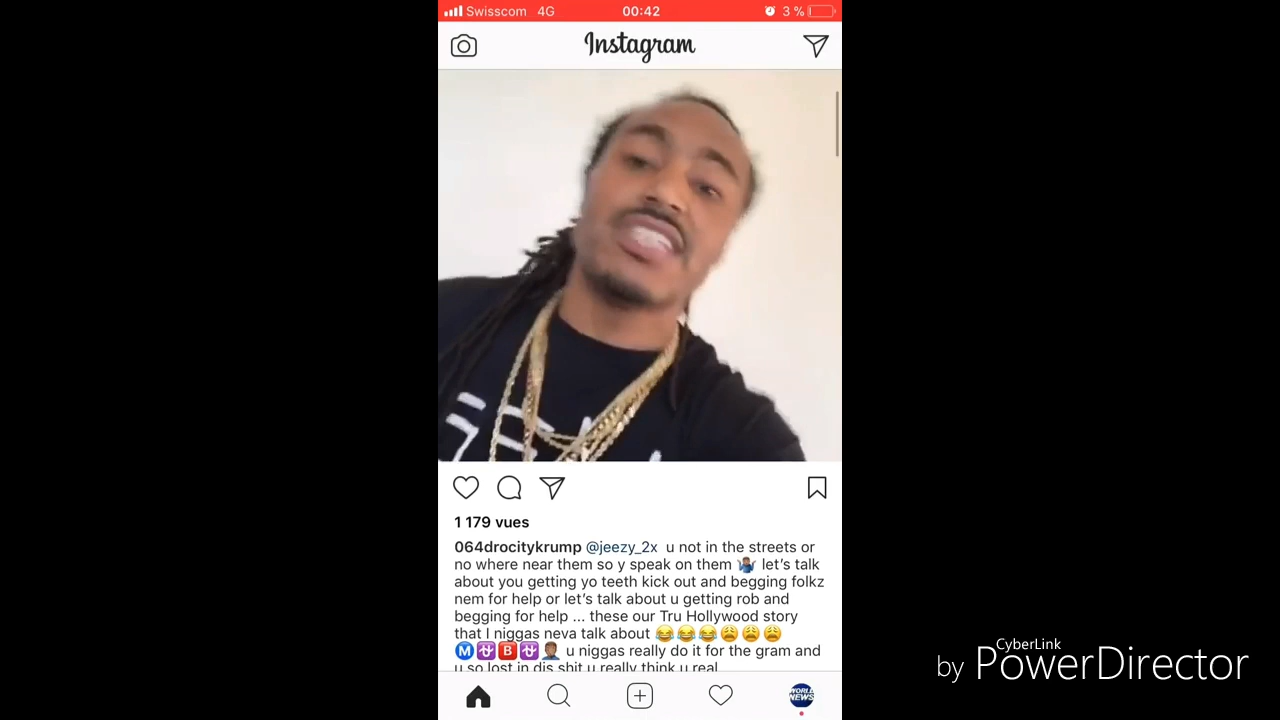 Swisscom 4G 00:42 3 %
Instagram
1 179 vues
064drocitykrump @jeezy_2x u not in the streets or
no where near them so y speak on them 🤷🏽‍♂️ let's talk
about you getting yo teeth kick out and begging folkz
nem for help or let's talk about u getting rob and
begging for help ... these our Tru Hollywood story
that I niggas neva talk about 😂😂😂😩😩😩
Ⓜ️⛎🅱️⛎🤦🏽‍♂️ u niggas really do it for the gram and
u so lost in dis shit u really think u real
WORLD
NEWS
CyberLink
by PowerDirector